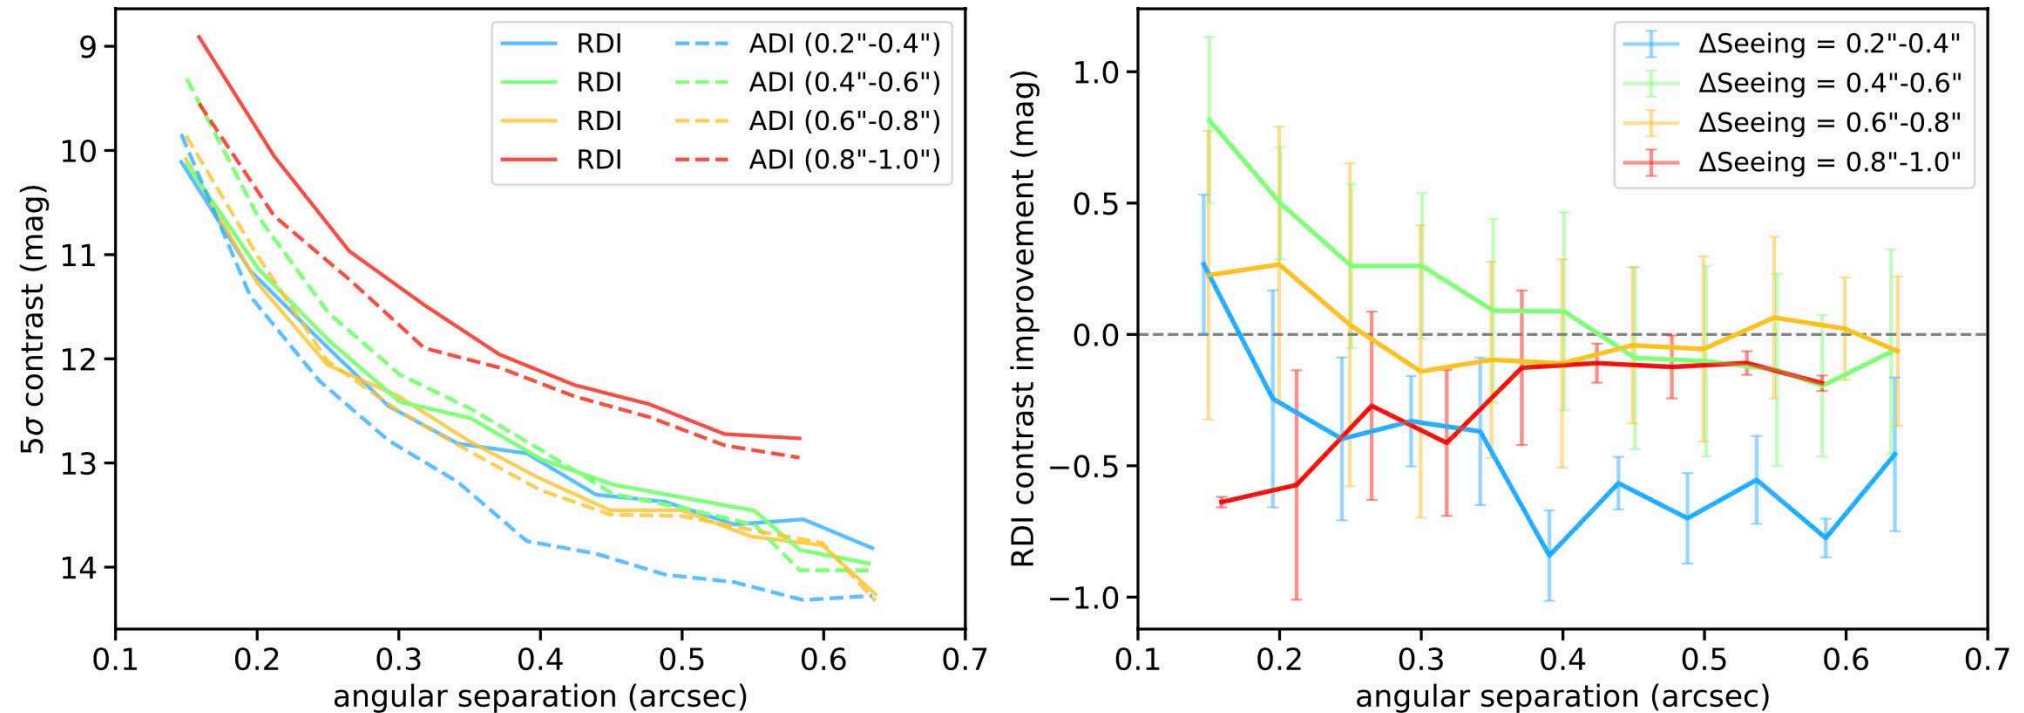 RDI ADI (0.2"-0.4")
RDI ADI (0.4"-0.6")
RDI ADI (0.6"-0.8")
RDI ADI (0.8"-1.0")
5σ contrast (mag)
9
10
11
12
13
14
0.1 0.2 0.3 0.4 0.5 0.6 0.7
angular separation (arcsec)
ΔSeeing = 0.2"-0.4"
ΔSeeing = 0.4"-0.6"
ΔSeeing = 0.6"-0.8"
ΔSeeing = 0.8"-1.0"
RDI contrast improvement (mag)
1.0
0.5
0.0
−0.5
−1.0
0.1 0.2 0.3 0.4 0.5 0.6 0.7
angular separation (arcsec)